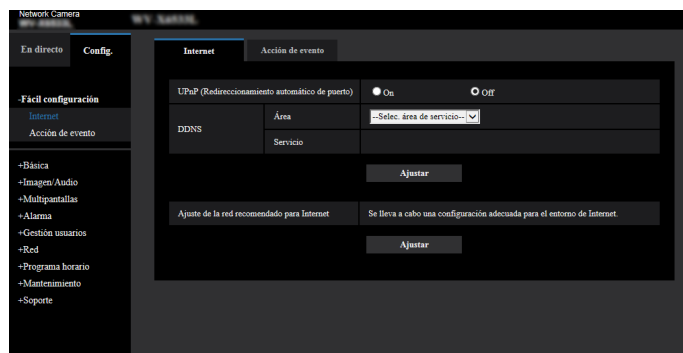 Network Camera
En directo Config.
Internet Acción de evento
-Fácil configuración
Internet
Acción de evento
+Básica
+Imagen/Audio
+Multipantallas
+Alarma
+Gestión usuarios
+Red
+Programa horario
+Mantenimiento
+Soporte
UPnP (Redireccionamiento automático de puerto) On Off
DDNS Área --Selec. área de servicio--
Servicio
Ajustar
Ajuste de la red recomendado para Internet Se lleva a cabo una configuración adecuada para el entorno de Internet.
Ajustar